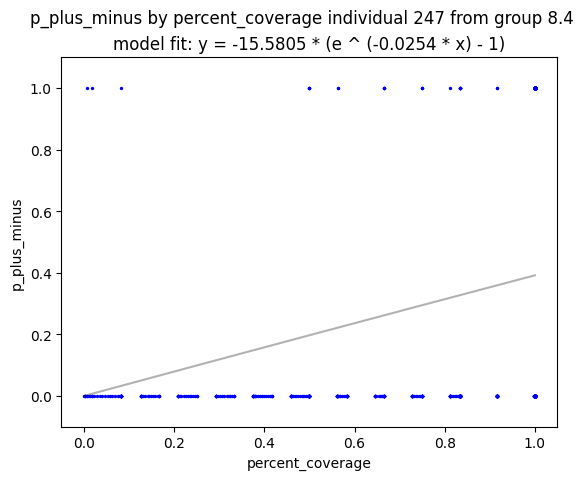 p_plus_minus by percent_coverage individual 247 from group 8.4
model fit: y = -15.5805 * (e ^ (-0.0254 * x) - 1)
1.0
0.8
0.6
0.4
0.2
0.0
p_plus_minus
0.0 0.2 0.4 0.6 0.8 1.0
percent_coverage